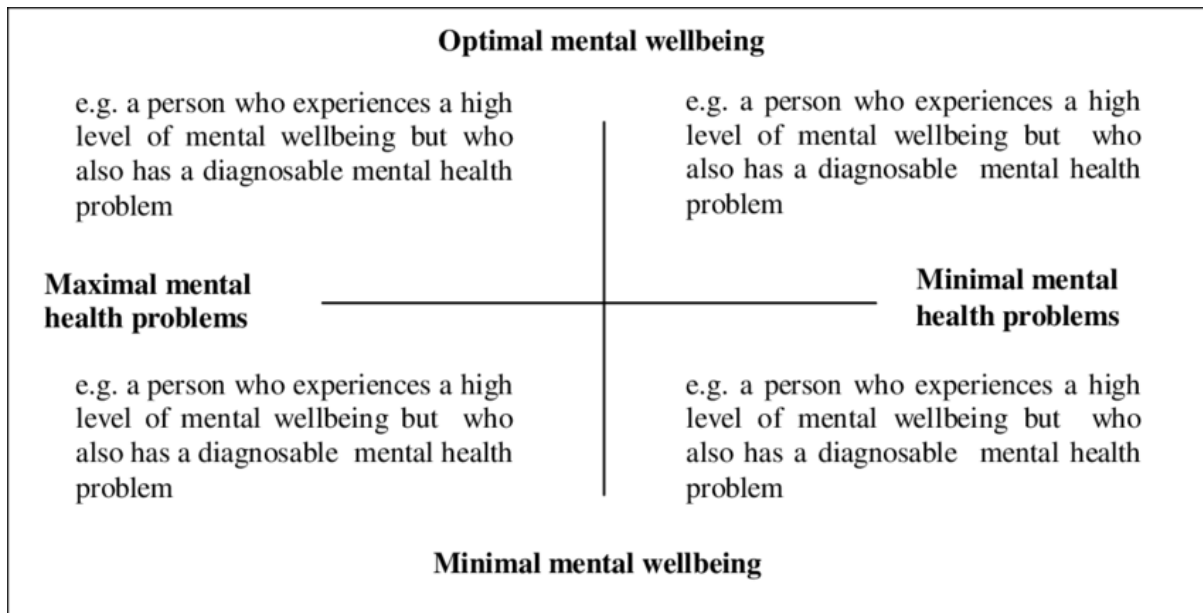 Optimal mental wellbeing
e.g. a person who experiences a high
level of mental wellbeing but who
also has a diagnosable mental health
problem
e.g. a person who experiences a high
level of mental wellbeing but who
also has a diagnosable mental health
problem
Maximal mental
health problems
Minimal mental
health problems
e.g. a person who experiences a high
level of mental wellbeing but who
also has a diagnosable mental health
problem
e.g. a person who experiences a high
level of mental wellbeing but who
also has a diagnosable mental health
problem
Minimal mental wellbeing